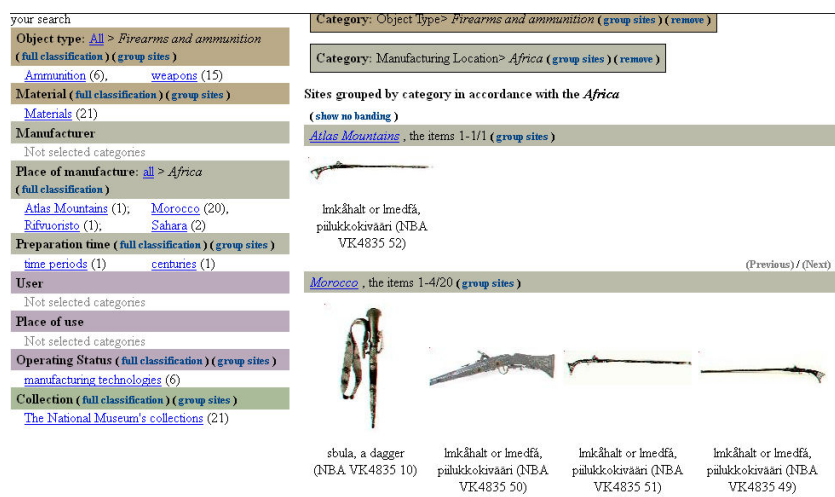 your search
Object type: All > Firearms and ammunition
( full classification ) ( group sites )
Ammunition (6), weapons (15)
Material ( full classification ) ( group sites )
Materials (21)
Manufacturer
Not selected categories
Place of manufacture: all > Africa
( full classification )
Atlas Mountains (1); Morocco (20),
Rifvuoristo (1); Sahara (2)
Preparation time ( full classification ) ( group sites )
time periods (1) centuries (1)
User
Not selected categories
Place of use
Not selected categories
Operating Status ( full classification ) ( group sites )
manufacturing technologies (6)
Collection ( full classification ) ( group sites )
The National Museum's collections (21)
Category: Object Type> Firearms and ammunition ( group sites ) ( remove )
Category: Manufacturing Location> Africa ( group sites ) ( remove )
Sites grouped by category in accordance with the Africa
( show no banding )
Atlas Mountains , the items 1-1/1 ( group sites )
lmkåhalt or lmedfá,
piilukkokivääri (NBA
VK4835 52)
(Previous) / (Next)
Morocco , the items 1-4/20 ( group sites )
sbula, a dagger
(NBA VK4835 10)
lmkåhalt or lmedfá,
piilukkokivääri (NBA
VK4835 50)
lmkåhalt or lmedfá,
piilukkokivääri (NBA
VK4835 51)
lmkåhalt or lmedfá,
piilukkokivääri (NBA
VK4835 49)